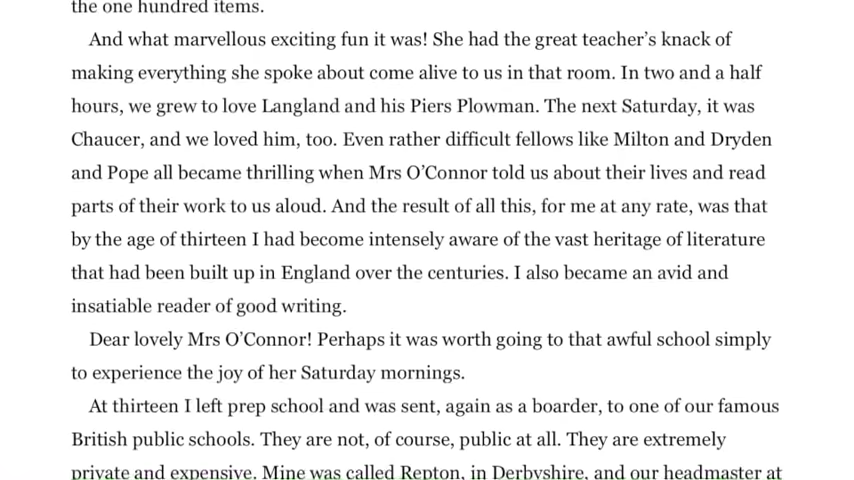 the one hundred items.
And what marvellous exciting fun it was! She had the great teacher’s knack of
making everything she spoke about come alive to us in that room. In two and a half
hours, we grew to love Langland and his Piers Plowman. The next Saturday, it was
Chaucer, and we loved him, too. Even rather difficult fellows like Milton and Dryden
and Pope all became thrilling when Mrs O’Connor told us about their lives and read
parts of their work to us aloud. And the result of all this, for me at any rate, was that
by the age of thirteen I had become intensely aware of the vast heritage of literature
that had been built up in England over the centuries. I also became an avid and
insatiable reader of good writing.
Dear lovely Mrs O’Connor! Perhaps it was worth going to that awful school simply
to experience the joy of her Saturday mornings.
At thirteen I left prep school and was sent, again as a boarder, to one of our famous
British public schools. They are not, of course, public at all. They are extremely
private and expensive. Mine was called Repton, in Derbyshire, and our headmaster at